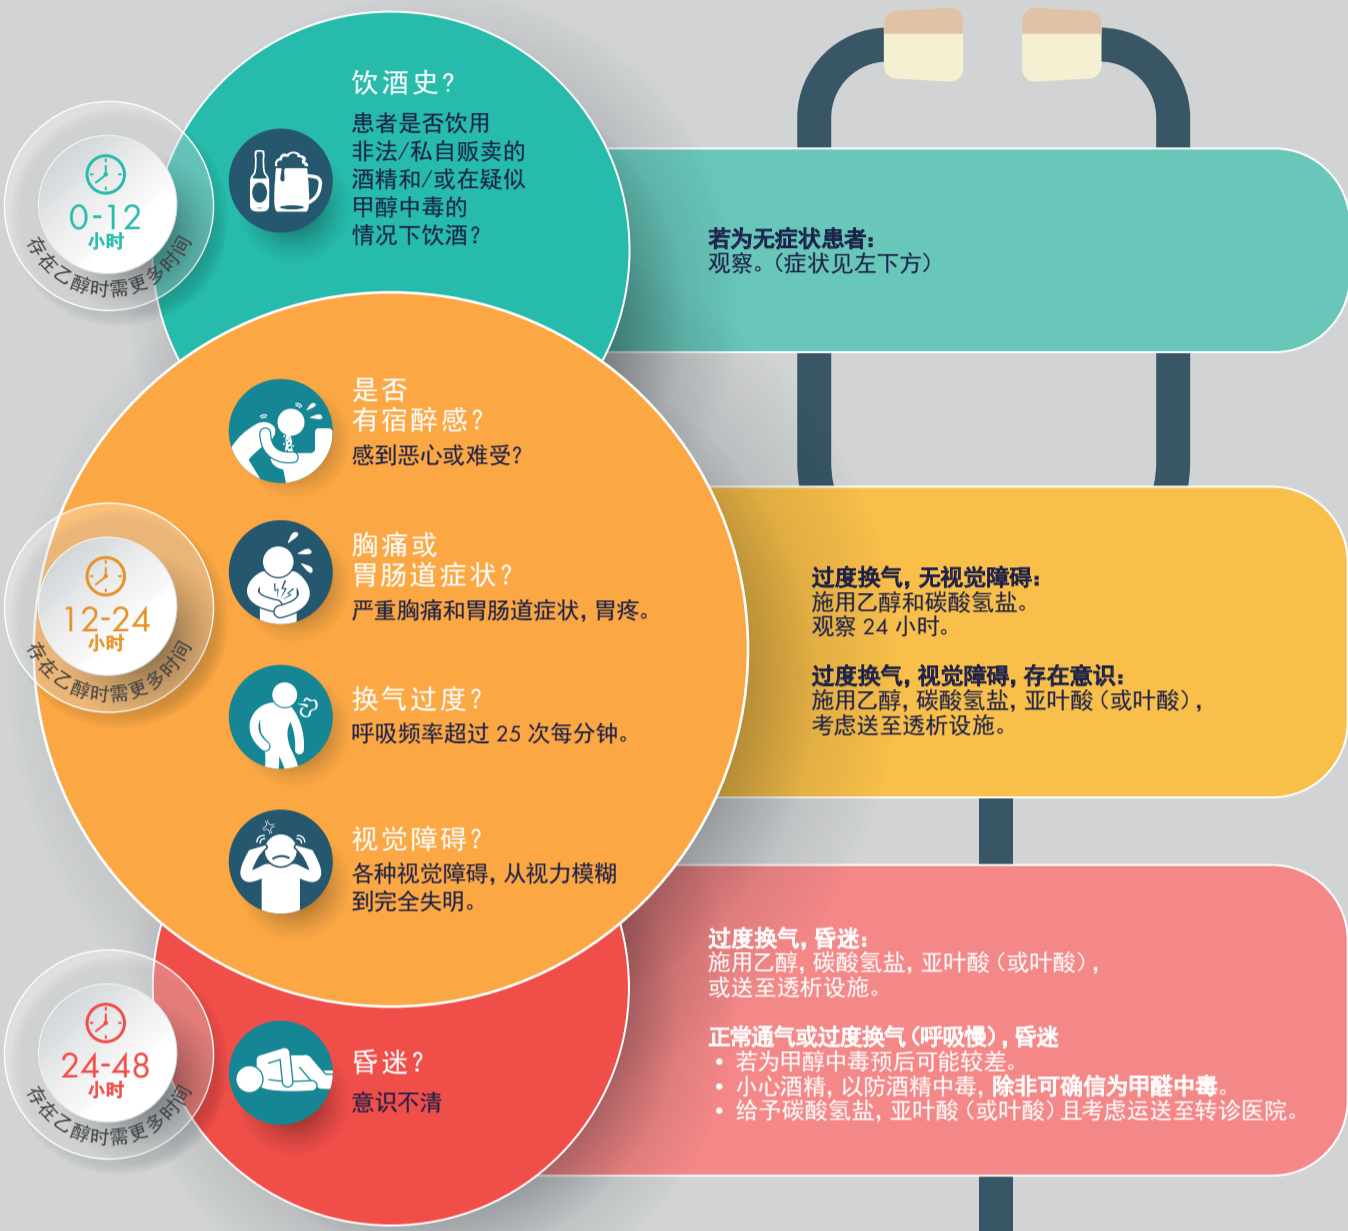 饮酒史?
患者是否饮用
非法/私自贩卖的
酒精和/或在疑似
甲醇中毒的
情况下饮酒?
0-12
小时
存在乙醇时需更多时间
若为无症状患者:
观察。(症状见左下方)
是否
有宿醉感?
感到恶心或难受?
胸痛或
胃肠道症状?
严重胸痛和胃肠道症状, 胃疼。
换气过度?
呼吸频率超过 25 次每分钟。
视觉障碍?
各种视觉障碍, 从视力模糊
到完全失明。
12-24
小时
存在乙醇时需更多时间
过度换气, 无视觉障碍:
施用乙醇和碳酸氢盐。
观察 24 小时。
过度换气, 视觉障碍, 存在意识:
施用乙醇, 碳酸氢盐, 亚叶酸 (或叶酸),
考虑送至透析设施。
24-48
小时
存在乙醇时需更多时间
昏迷?
意识不清
过度换气, 昏迷:
施用乙醇, 碳酸氢盐, 亚叶酸 (或叶酸),
或送至透析设施。
正常通气或过度换气 (呼吸慢), 昏迷
• 若为甲醇中毒预后可能较差。
• 小心酒精, 以防酒精中毒, 除非可确信为甲醛中毒。
• 给予碳酸氢盐, 亚叶酸 (或叶酸) 且考虑运送至转诊医院。